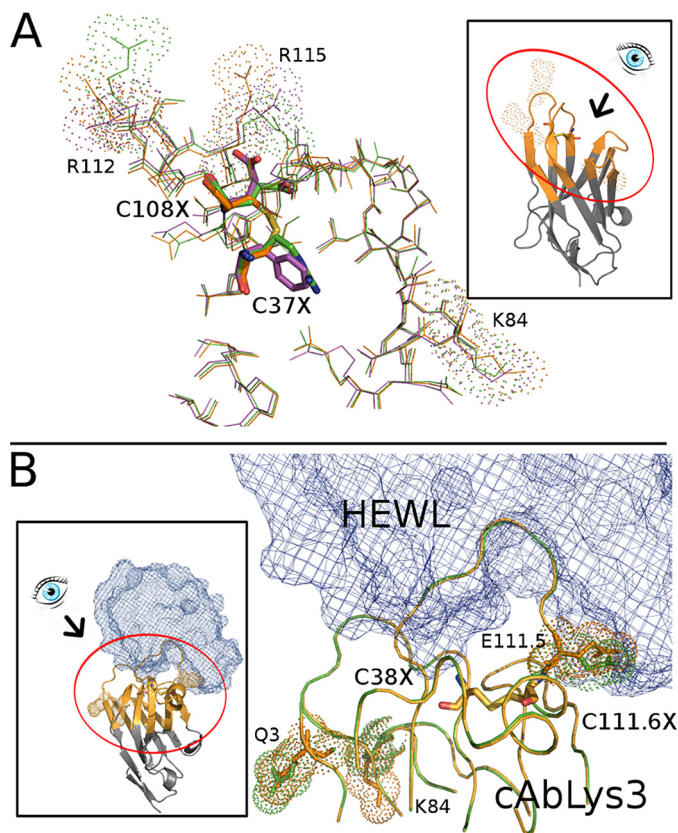 A
R115
R112
C108X
C37X
K84
B
HEWL
E111.5
C38X
C111.6X
Q3
K84
cAbLys3